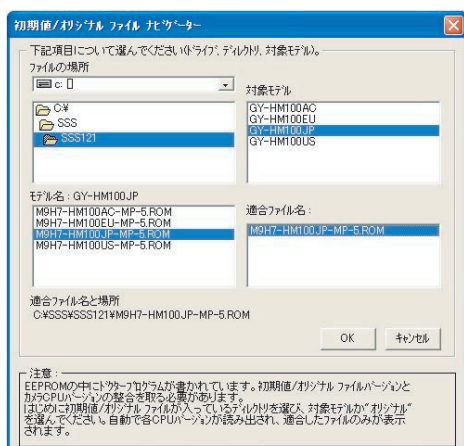 初期値/オリジナル ファイル ナビゲーター
下記項目について選んでください(ドライブ, ディレクトリ, 対象モデル)。
ファイルの場所
c: []
C:¥
SSS
SSS121
対象モデル
GY-HM100AC
GY-HM100EU
GY-HM100JP
GY-HM100US
モデル名 : GY-HM100JP
M9H7-HM100AC-MP-5.ROM
M9H7-HM100EU-MP-5.ROM
M9H7-HM100JP-MP-5.ROM
M9H7-HM100US-MP-5.ROM
適合ファイル名 :
M9H7-HM100JP-MP-5.ROM
適合ファイル名と場所
C:¥SSS¥SSS121¥M9H7-HM100JP-MP-5.ROM
OK
キャンセル
注意 :
EEPROMの中にドクタープログラムが書かれています。初期値/オリジナル ファイルバージョンと
カメラCPUバージョンの整合を取る必要があります。
はじめに初期値/オリジナル ファイルが入っているディレクトリを選び、対象モデルか"オリジナル"
を選んでください。自動で各CPUバージョンが読み出され、適合したファイルのみが表示
されます。